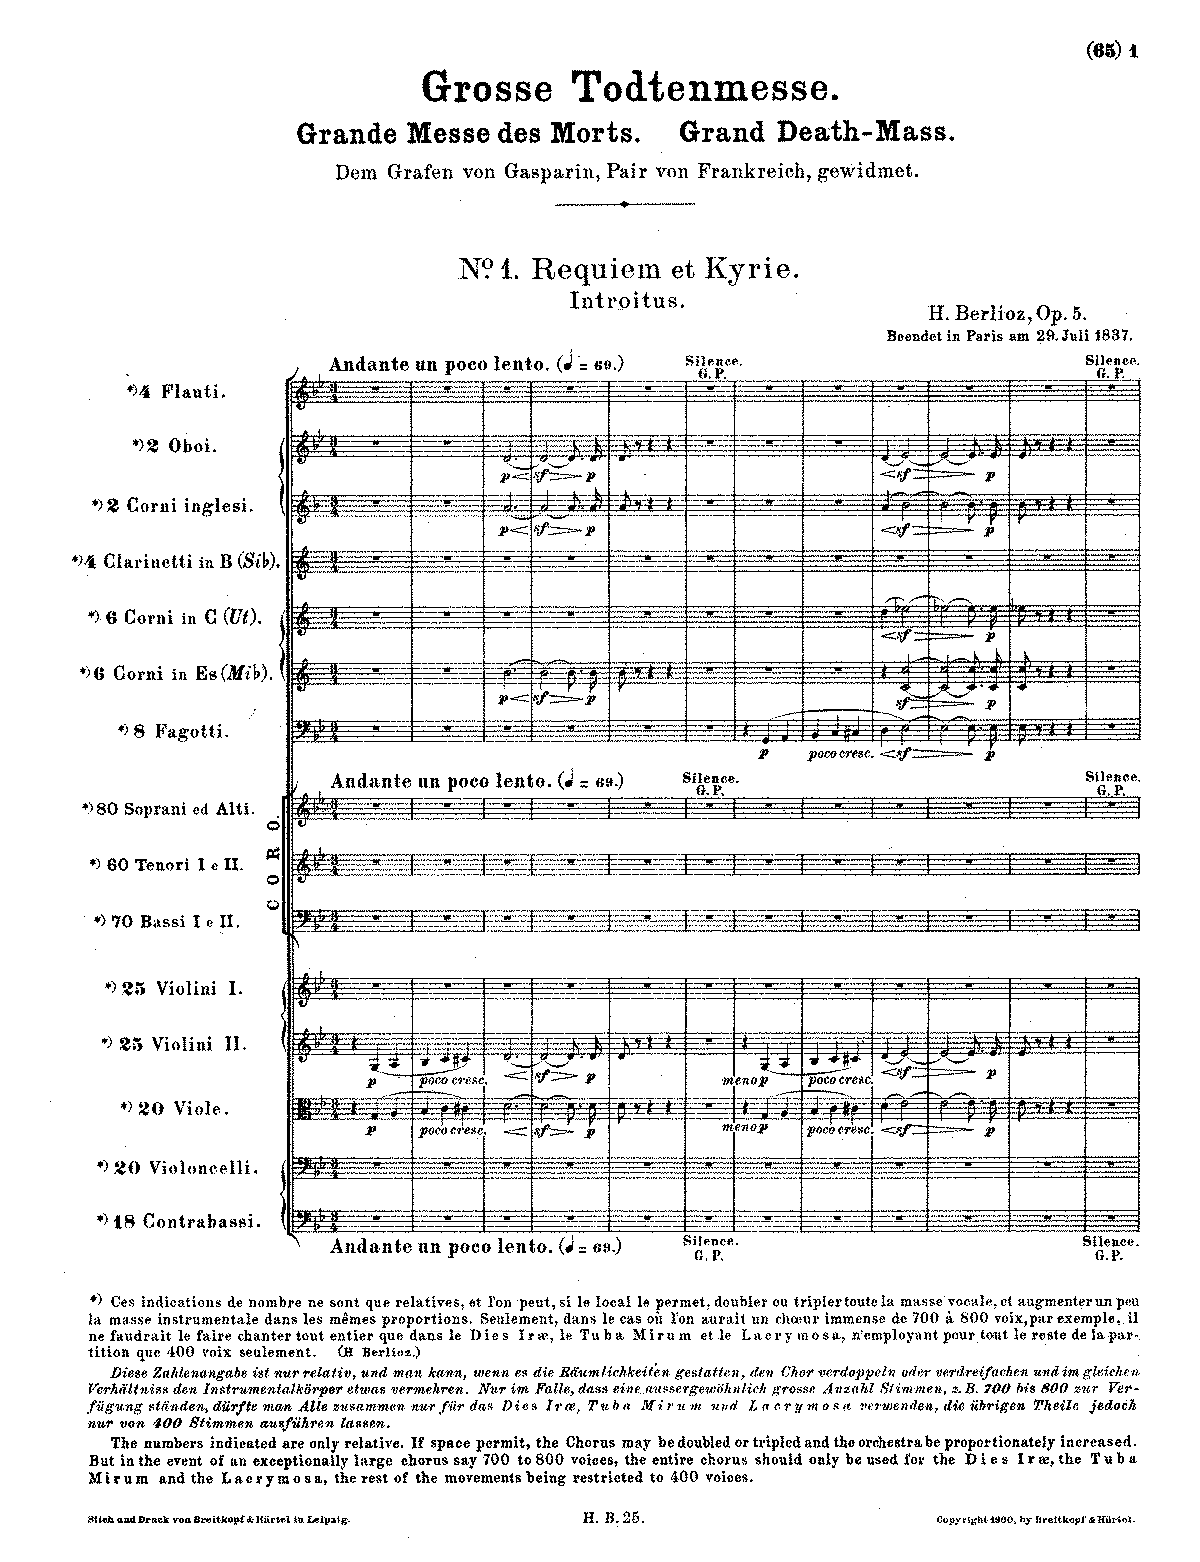 (65) 1
Grosse Todtenmesse.
Grande Messe des Morts. Grand Death-Mass.
Dem Grafen von Gasparin, Pair von Frankreich, gewidmet.
Nº 1. Requiem et Kyrie.
Introitus.
H. Berlioz, Op. 5.
Beendet in Paris am 29. Juli 1837.
Andante un poco lento. (♩ = 69.) Silence. Silence.
G. P. G. P.
*) 4 Flauti.
*) 2 Oboi.
p sf p sf p
*) 2 Corni inglesi.
p sf p sf p
*) 4 Clarinetti in B (Sib).
*) 6 Corni in C (Ut).
sf p
*) 6 Corni in Es (Mib).
p sf p sf p
*) 8 Fagotti.
p poco cresc. sf p
Andante un poco lento. (♩ = 69.) Silence. Silence.
G. P. G. P.
CORO.
*) 80 Soprani ed Alti.
*) 60 Tenori I e II.
*) 70 Bassi I e II.
*) 25 Violini I.
*) 25 Violini II.
p poco cresc. sf p meno p poco cresc. sf p
*) 20 Viole.
p poco cresc. sf p meno p poco cresc. sf p
*) 20 Violoncelli.
*) 18 Contrabassi.
Andante un poco lento. (♩ = 69.) Silence. Silence.
G. P. G. P.
*) Ces indications de nombre ne sont que relatives, et l'on peut, si le local le permet, doubler ou tripler toute la masse vocale, et augmenter un peu
la masse instrumentale dans les mêmes proportions. Seulement, dans le cas où l'on aurait un chœur immense de 700 à 800 voix, par exemple, il
ne faudrait le faire chanter tout entier que dans le Dies Iræ, le Tuba Mirum et le Lacrymosa, n'employant pour tout le reste de la par-
tition que 400 voix seulement. (H Berlioz.)
Diese Zahlenangabe ist nur relativ, und man kann, wenn es die Räumlichkeiten gestatten, den Chor verdoppeln oder verdreifachen und im gleichen
Verhältniss den Instrumentalkörper etwas vermehren. Nur im Falle, dass eine aussergewöhnlich grosse Anzahl Stimmen, z. B. 700 bis 800 zur Ver-
fügung ständen, dürfte man Alle zusammen nur für das Dies Iræ, Tuba Mirum und Lacrymosa verwenden, die übrigen Theile jedoch
nur von 400 Stimmen ausführen lassen.
The numbers indicated are only relative. If space permit, the Chorus may be doubled or tripled and the orchestra be proportionately increased.
But in the event of an exceptionally large chorus say 700 to 800 voices, the entire chorus should only be used for the Dies Iræ, the Tuba
Mirum and the Lacrymosa, the rest of the movements being restricted to 400 voices.
Stich und Druck von Breitkopf & Härtel in Leipzig. H. B. 25. Copyright 1900, by Breitkopf & Härtel.